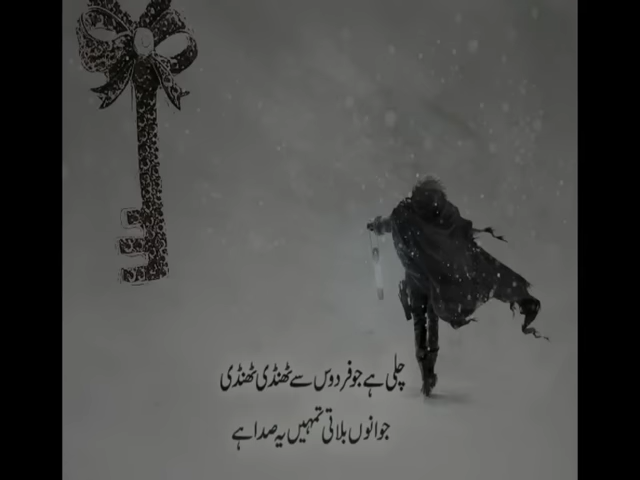 چلی ہے جو فردوس سے ٹھنڈی ٹھنڈی
جوانوں بلاتی تمہیں یہ صدا ہے